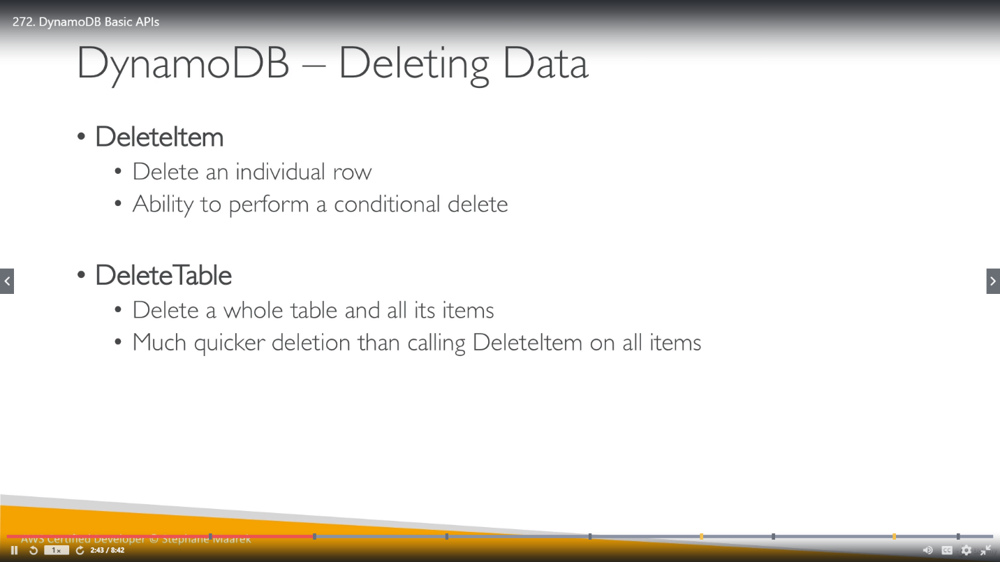 272. DynamoDB Basic APIs
DynamoDB – Deleting Data
• DeleteItem
• Delete an individual row
• Ability to perform a conditional delete
• DeleteTable
• Delete a whole table and all its items
• Much quicker deletion than calling DeleteItem on all items
AWS Certified Developer © Stephane Maarek
1x
2:43 / 8:42
CC